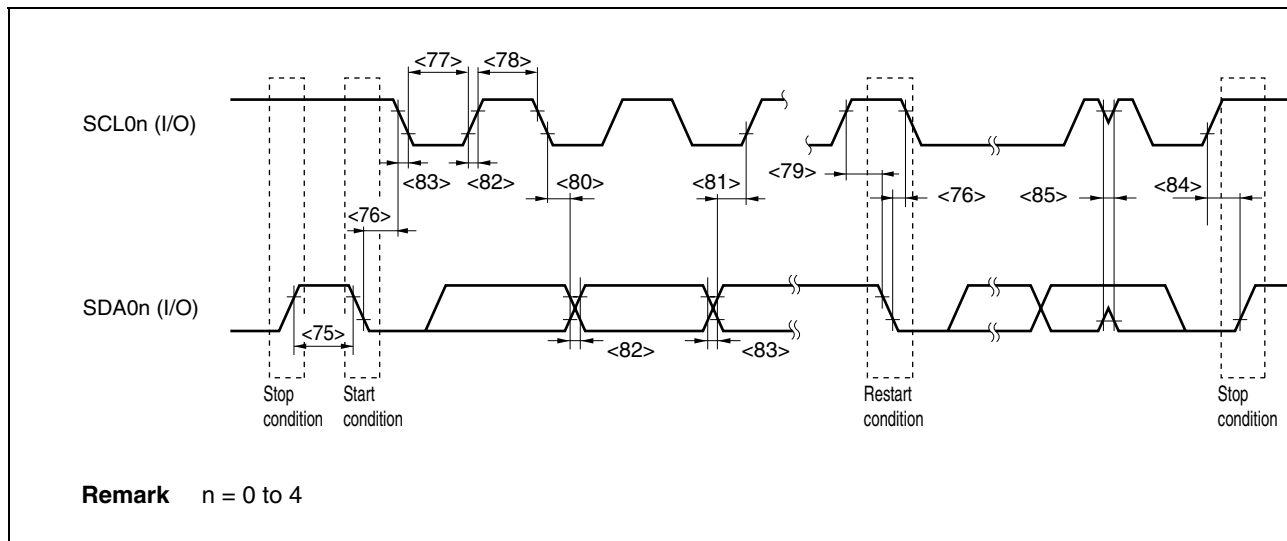 <77>
<78>
SCL0n (I/O)
<83>
<82>
<80>
<81>
<79>
<76>
<85>
<84>
<76>
SDA0n (I/O)
<75>
<82>
<83>
Stop
condition
Start
condition
Restart
condition
Stop
condition
Remark n = 0 to 4